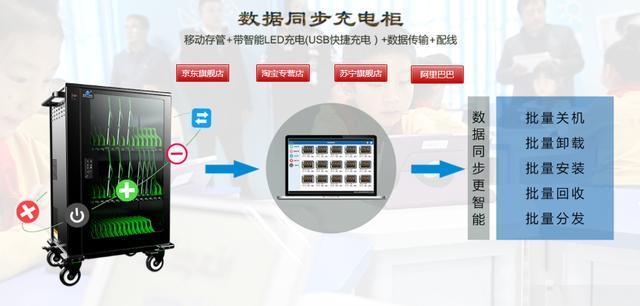 数据同步充电柜
移动存管+带智能LED充电(USB快捷充电)+数据传输+配线
京东旗舰店
淘宝专营店
苏宁旗舰店
阿里巴巴
数据同步更智能
批量关机
批量卸载
批量安装
批量回收
批量分发